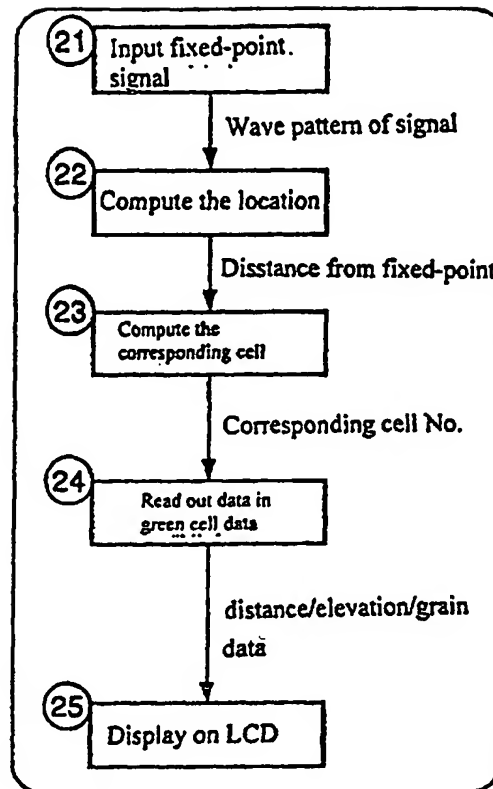 21
Input fixed-point.
signal
Wave pattern of signal
22
Compute the location
Disstance from fixed-point
23
Compute the
corresponding cell
Corresponding cell No.
24
Read out data in
green cell data
distance/elevation/grain
data
25
Display on LCD